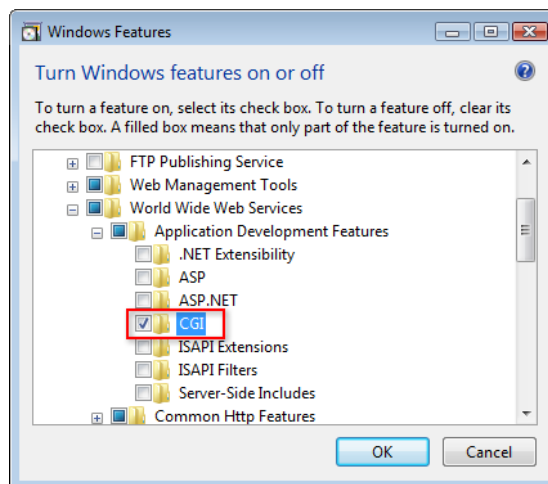 Windows Features
Turn Windows features on or off
To turn a feature on, select its check box. To turn a feature off, clear its
check box. A filled box means that only part of the feature is turned on.
FTP Publishing Service
Web Management Tools
World Wide Web Services
Application Development Features
.NET Extensibility
ASP
ASP.NET
CGI
ISAPI Extensions
ISAPI Filters
Server-Side Includes
Common Http Features
OK Cancel